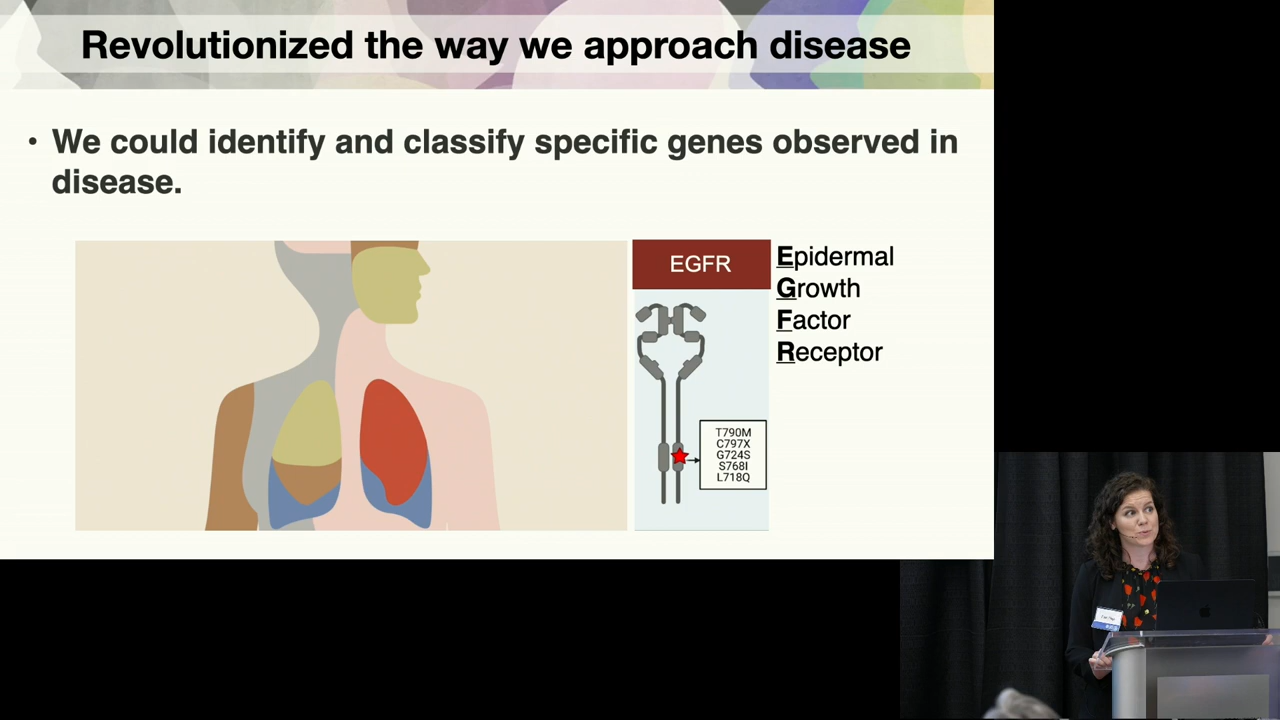 Revolutionized the way we approach disease
• We could identify and classify specific genes observed in
disease.
EGFR
Epidermal
Growth
Factor
Receptor
T790M
C797X
G724S
S768I
L718Q